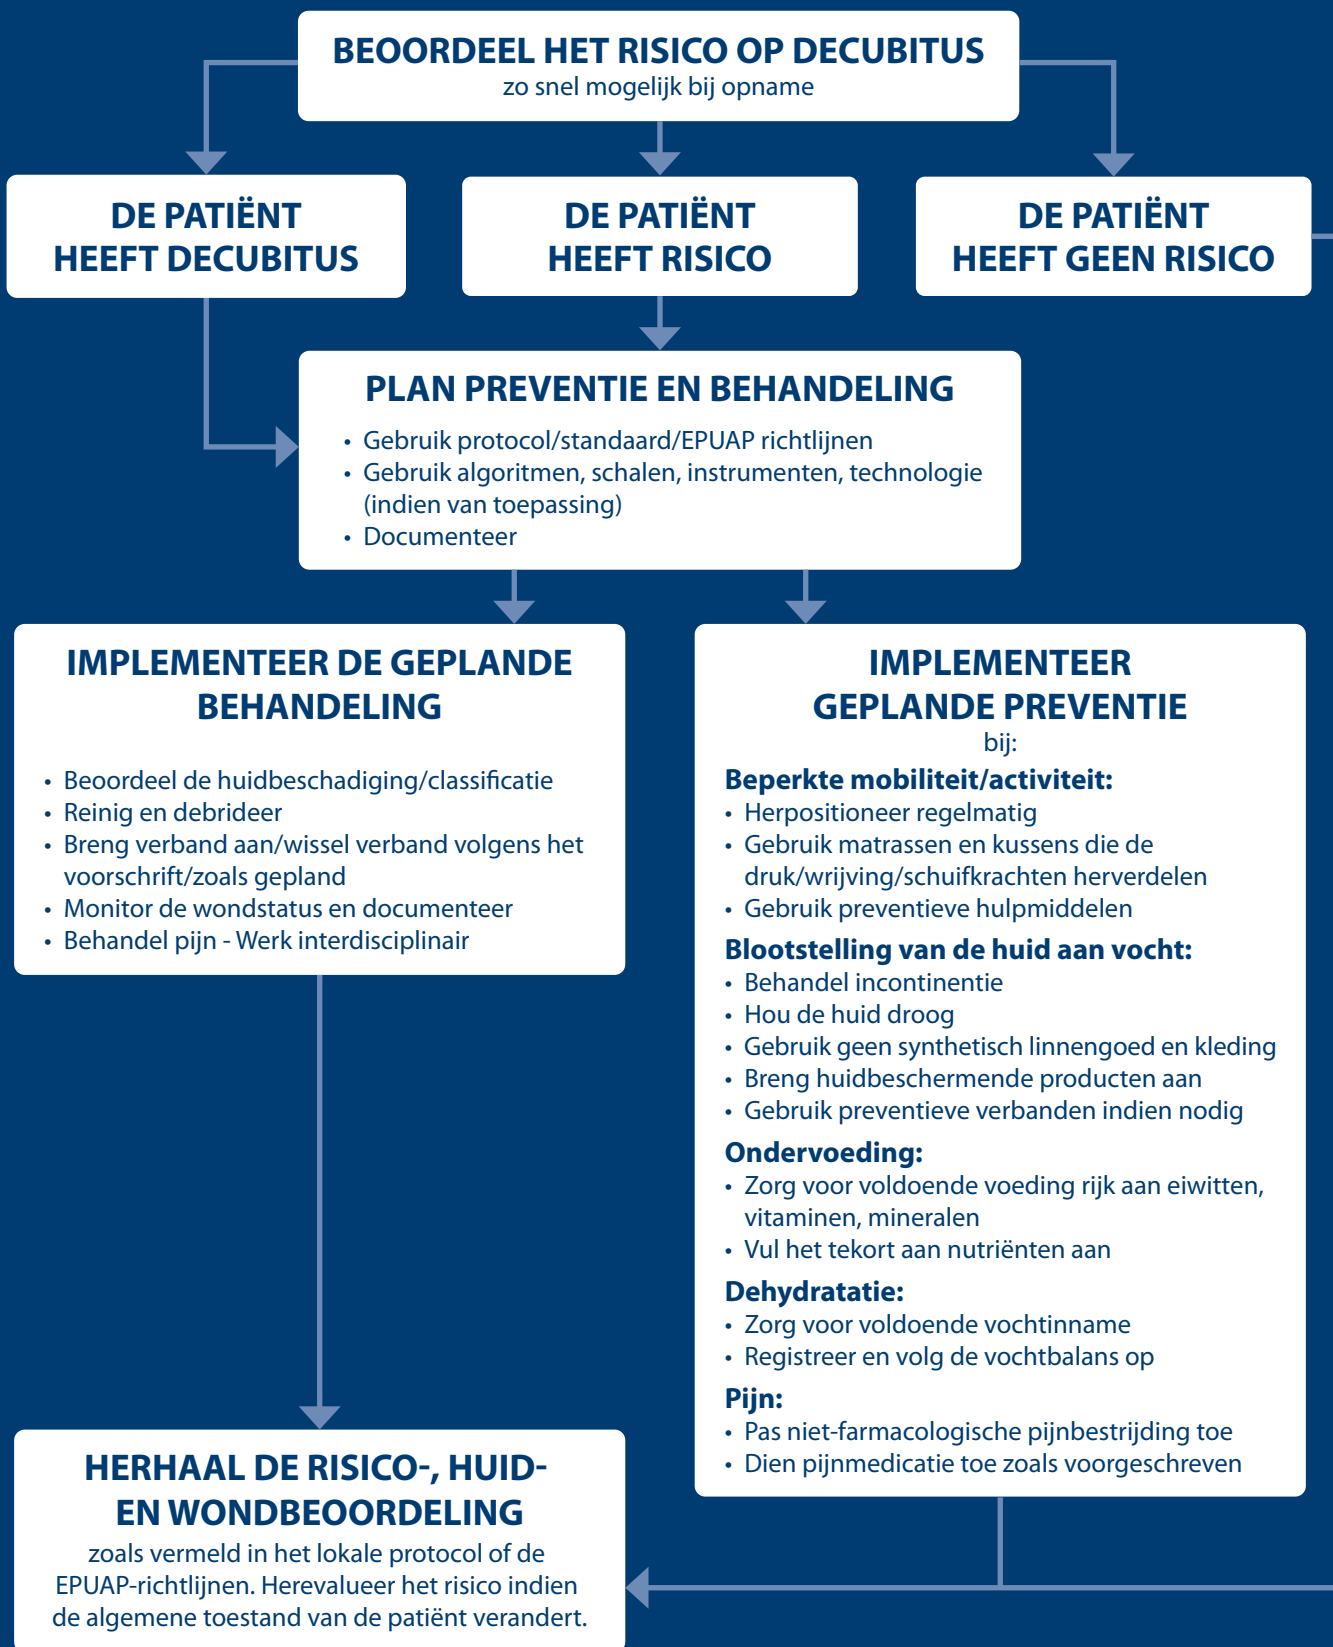 BEOORDEEL HET RISICO OP DECUBITUS
zo snel mogelijk bij opname
DE PATIËNT
HEEFT DECUBITUS
DE PATIËNT
HEEFT RISICO
DE PATIËNT
HEEFT GEEN RISICO
PLAN PREVENTIE EN BEHANDELING
• Gebruik protocol/standaard/EPUAP richtlijnen
• Gebruik algoritmen, schalen, instrumenten, technologie
(indien van toepassing)
• Documenteer
IMPLEMENTEER DE GEPLANDE
BEHANDELING
• Beoordeel de huidbeschadiging/classificatie
• Reinig en debrideer
• Breng verband aan/wissel verband volgens het
voorschrift/zoals gepland
• Monitor de wondstatus en documenteer
• Behandel pijn - Werk interdisciplinair
IMPLEMENTEER
GEPLANDE PREVENTIE
bij:
Beperkte mobiliteit/activiteit:
• Herpositioneer regelmatig
• Gebruik matrassen en kussens die de
druk/wrijving/schuifkrachten herverdelen
• Gebruik preventieve hulpmiddelen
Blootstelling van de huid aan vocht:
• Behandel incontinentie
• Hou de huid droog
• Gebruik geen synthetisch linnengoed en kleding
• Breng huidbeschermende producten aan
• Gebruik preventieve verbanden indien nodig
Ondervoeding:
• Zorg voor voldoende voeding rijk aan eiwitten,
vitaminen, mineralen
• Vul het tekort aan nutriënten aan
Dehydratatie:
• Zorg voor voldoende vochtinname
• Registreer en volg de vochtbalans op
Pijn:
• Pas niet-farmacologische pijnbestrijding toe
• Dien pijnmedicatie toe zoals voorgeschreven
HERHAAL DE RISICO-, HUID-
EN WONDBEOORDELING
zoals vermeld in het lokale protocol of de
EPUAP-richtlijnen. Herevalueer het risico indien
de algemene toestand van de patiënt verandert.